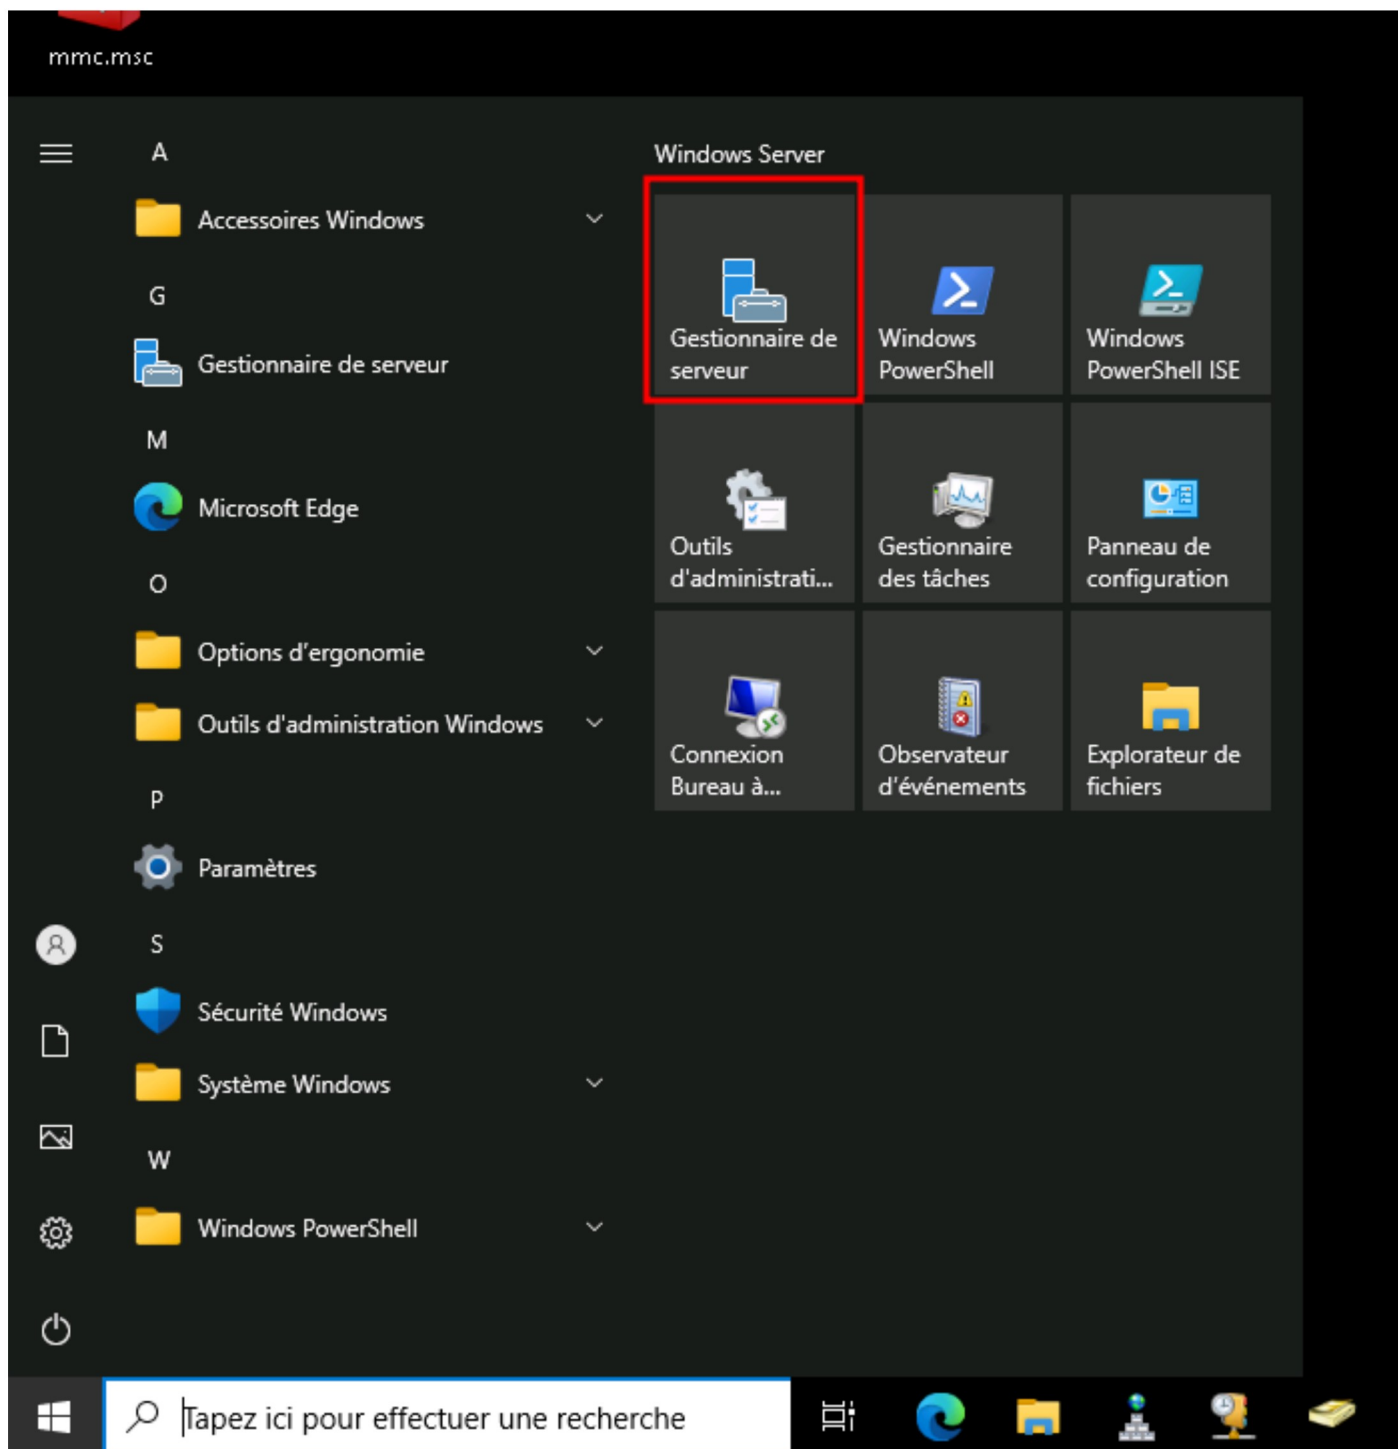 mmc.msc
A
Accessoires Windows
G
Gestionnaire de serveur
M
Microsoft Edge
O
Options d'ergonomie
Outils d'administration Windows
P
Paramètres
S
Sécurité Windows
Système Windows
W
Windows PowerShell
Windows Server
Gestionnaire de
serveur
Windows
PowerShell
Windows
PowerShell ISE
Outils
d'administrati...
Gestionnaire
des tâches
Panneau de
configuration
Connexion
Bureau à...
Observateur
d'événements
Explorateur de
fichiers
Tapez ici pour effectuer une recherche